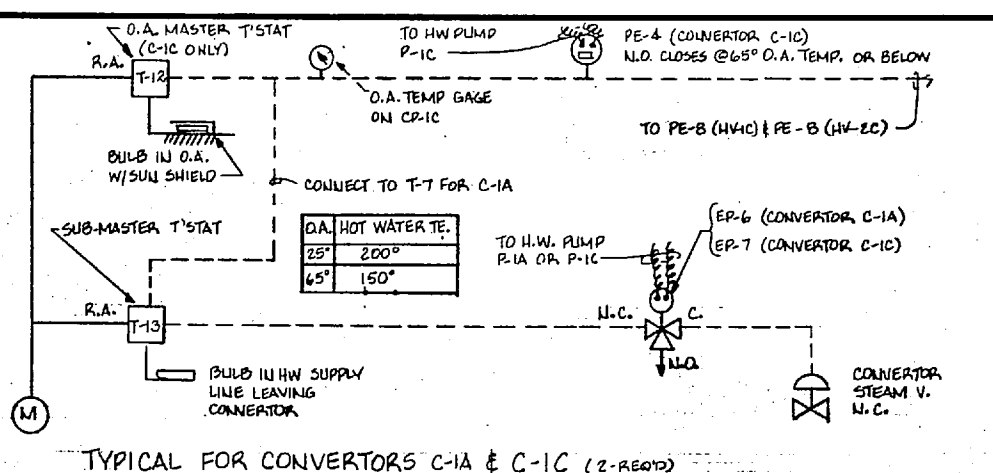 O.A. MASTER T'STAT
(C-1C ONLY)
R.A.
T-12
BULB IN O.A.
W/SUN SHIELD
TO HW PUMP
P-1C
O.A. TEMP GAGE
ON CP-1C
PE-4 (CONVERTOR C-1C)
N.O. CLOSES @65° O.A. TEMP. OR BELOW
TO PE-8 (HV-1C) & PE-8 (HV-2C)
CONNECT TO T-7 FOR C-1A
SUB-MASTER T'STAT
O.A. HOT WATER TE.
25° 200°
65° 150°
TO H.W. PUMP
P-1A OR P-1C
EP-6 (CONVERTOR C-1A)
EP-7 (CONVERTOR C-1C)
R.A.
T-13
N.C. C.
N.O.
BULB IN HW SUPPLY
LINE LEAVING
CONVERTOR
M
CONVERTOR
STEAM V.
N.C.
TYPICAL FOR CONVERTORS C-1A & C-1C (2-REQ'D)